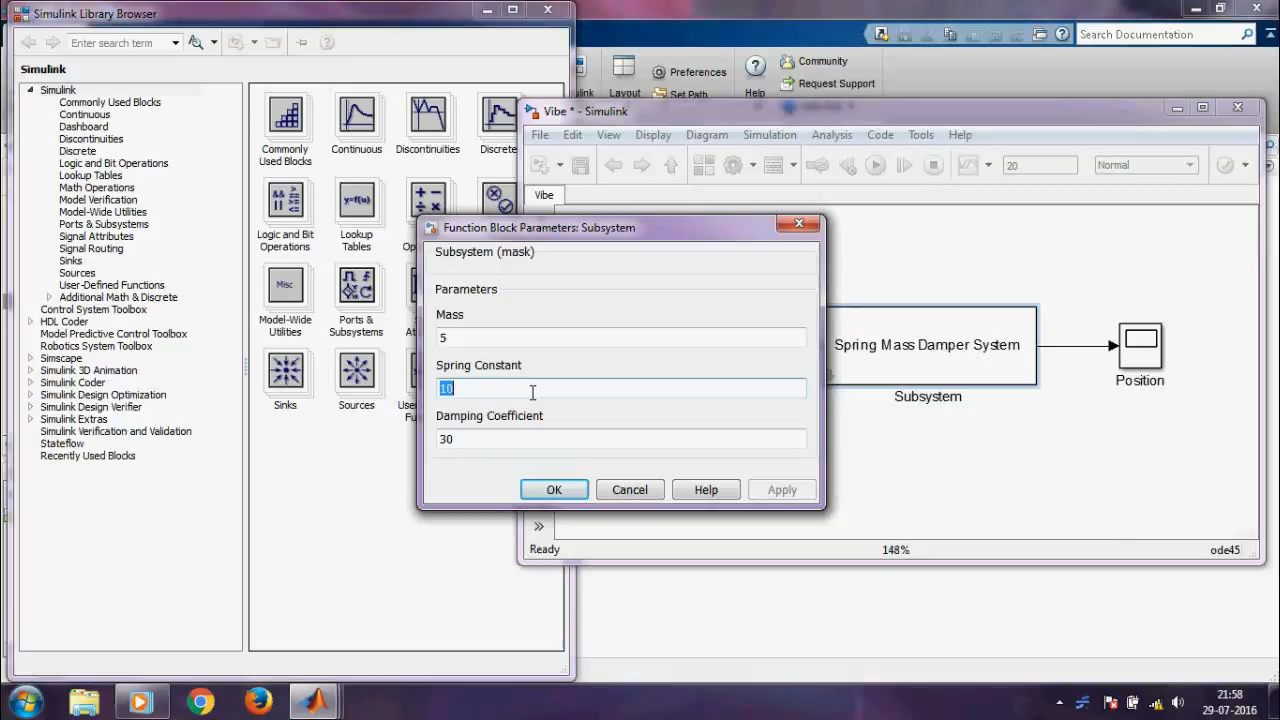 Simulink Library Browser
Enter search term
Simulink
Simulink
Commonly Used Blocks
Continuous
Dashboard
Discontinuities
Discrete
Logic and Bit Operations
Lookup Tables
Math Operations
Model Verification
Model-Wide Utilities
Ports & Subsystems
Signal Attributes
Signal Routing
Sinks
Sources
User-Defined Functions
Additional Math & Discrete
Control System Toolbox
HDL Coder
Model Predictive Control Toolbox
Robotics System Toolbox
Simscape
Simulink 3D Animation
Simulink Coder
Simulink Design Optimization
Simulink Design Verifier
Simulink Extras
Simulink Verification and Validation
Stateflow
Recently Used Blocks
Commonly Used Blocks
Continuous
Discontinuities
Discrete
Logic and Bit Operations
y=f(u)
Lookup Tables
Misc
Model-Wide Utilities
Ports & Subsystems
Sinks
Sources
Search Documentation
Layout
Preferences
Set Path
?
Help
Community
Request Support
Vibe * - Simulink
File Edit View Display Diagram Simulation Analysis Code Tools Help
20
Normal
Vibe
Function Block Parameters: Subsystem
Subsystem (mask)
Parameters
Mass
5
Spring Constant
10
Damping Coefficient
30
OK Cancel Help Apply
Spring Mass Damper System
Subsystem
Position
Ready 148% ode45
21:58
29-07-2016